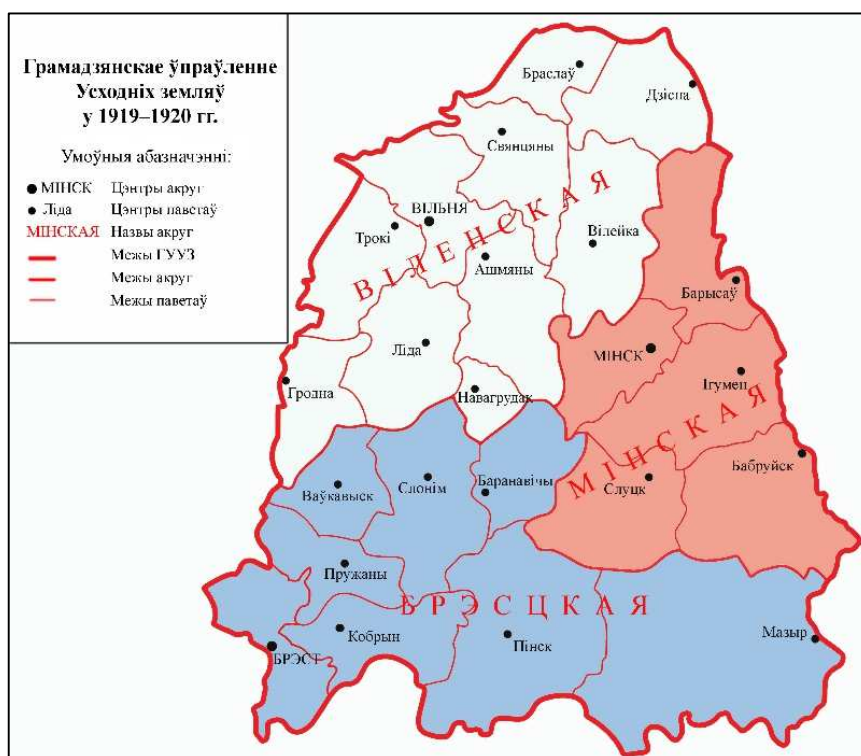 Грамадзянскае ўпраўленне
Усходніх земляў
у 1919–1920 гг.
Умоўныя абазначэнні:
МІНСК Цэнтры акруг
Ліда Цэнтры паветаў
МІНСКАЯ Назвы акруг
Межы ГУУЗ
Межы акруг
Межы паветаў
Браслаў
Дзісна
Свянцяны
ВІЛЬНЯ
Трокі
Вілейка
ВІЛЕНСКАЯ
Ашмяны
Барысаў
Ліда
МІНСК
Ігумен
Гродна
Навагрудак
МІНСКАЯ
Бабруйск
Ваўкавыск
Слонім
Баранавічы
Слуцк
Пружаны
БРЭСЦКАЯ
Кобрын
Пінск
Мазыр
БРЭСТ